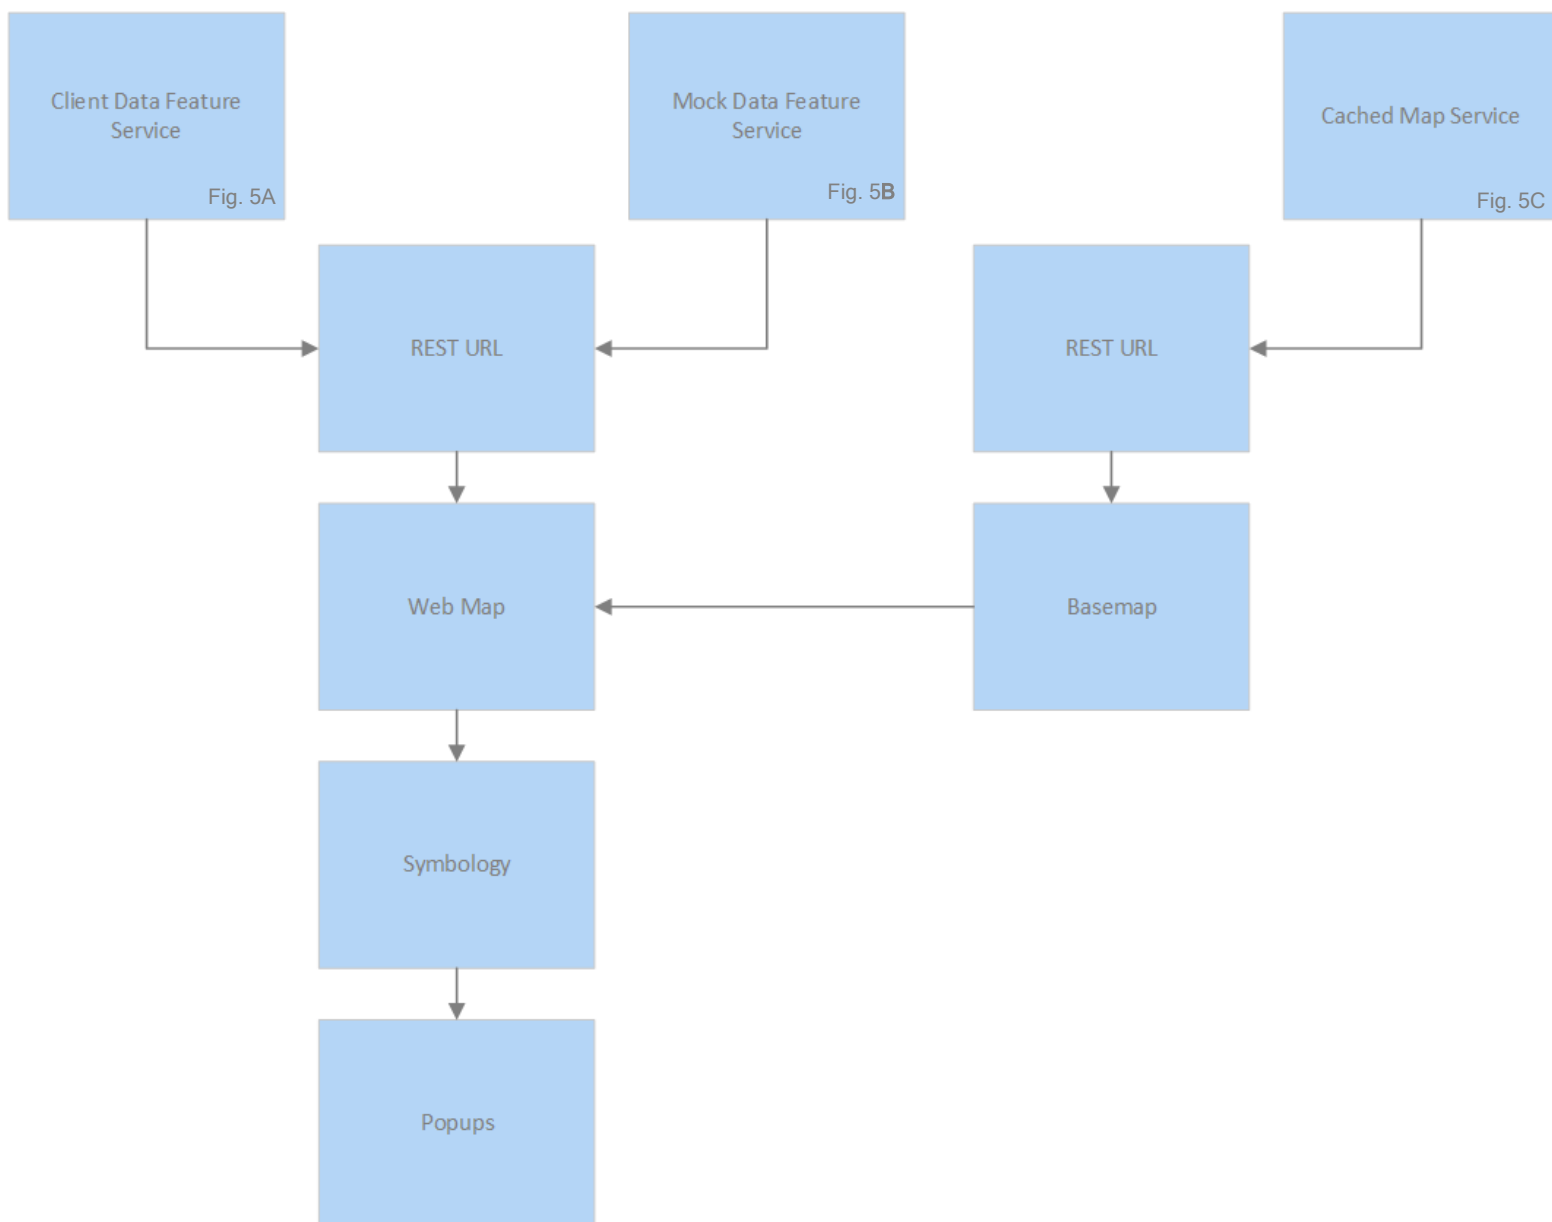 Client Data Feature
Service
Fig. 5A
Mock Data Feature
Service
Fig. 5B
Cached Map Service
Fig. 5C
REST URL
REST URL
Web Map
Basemap
Symbology
Popups